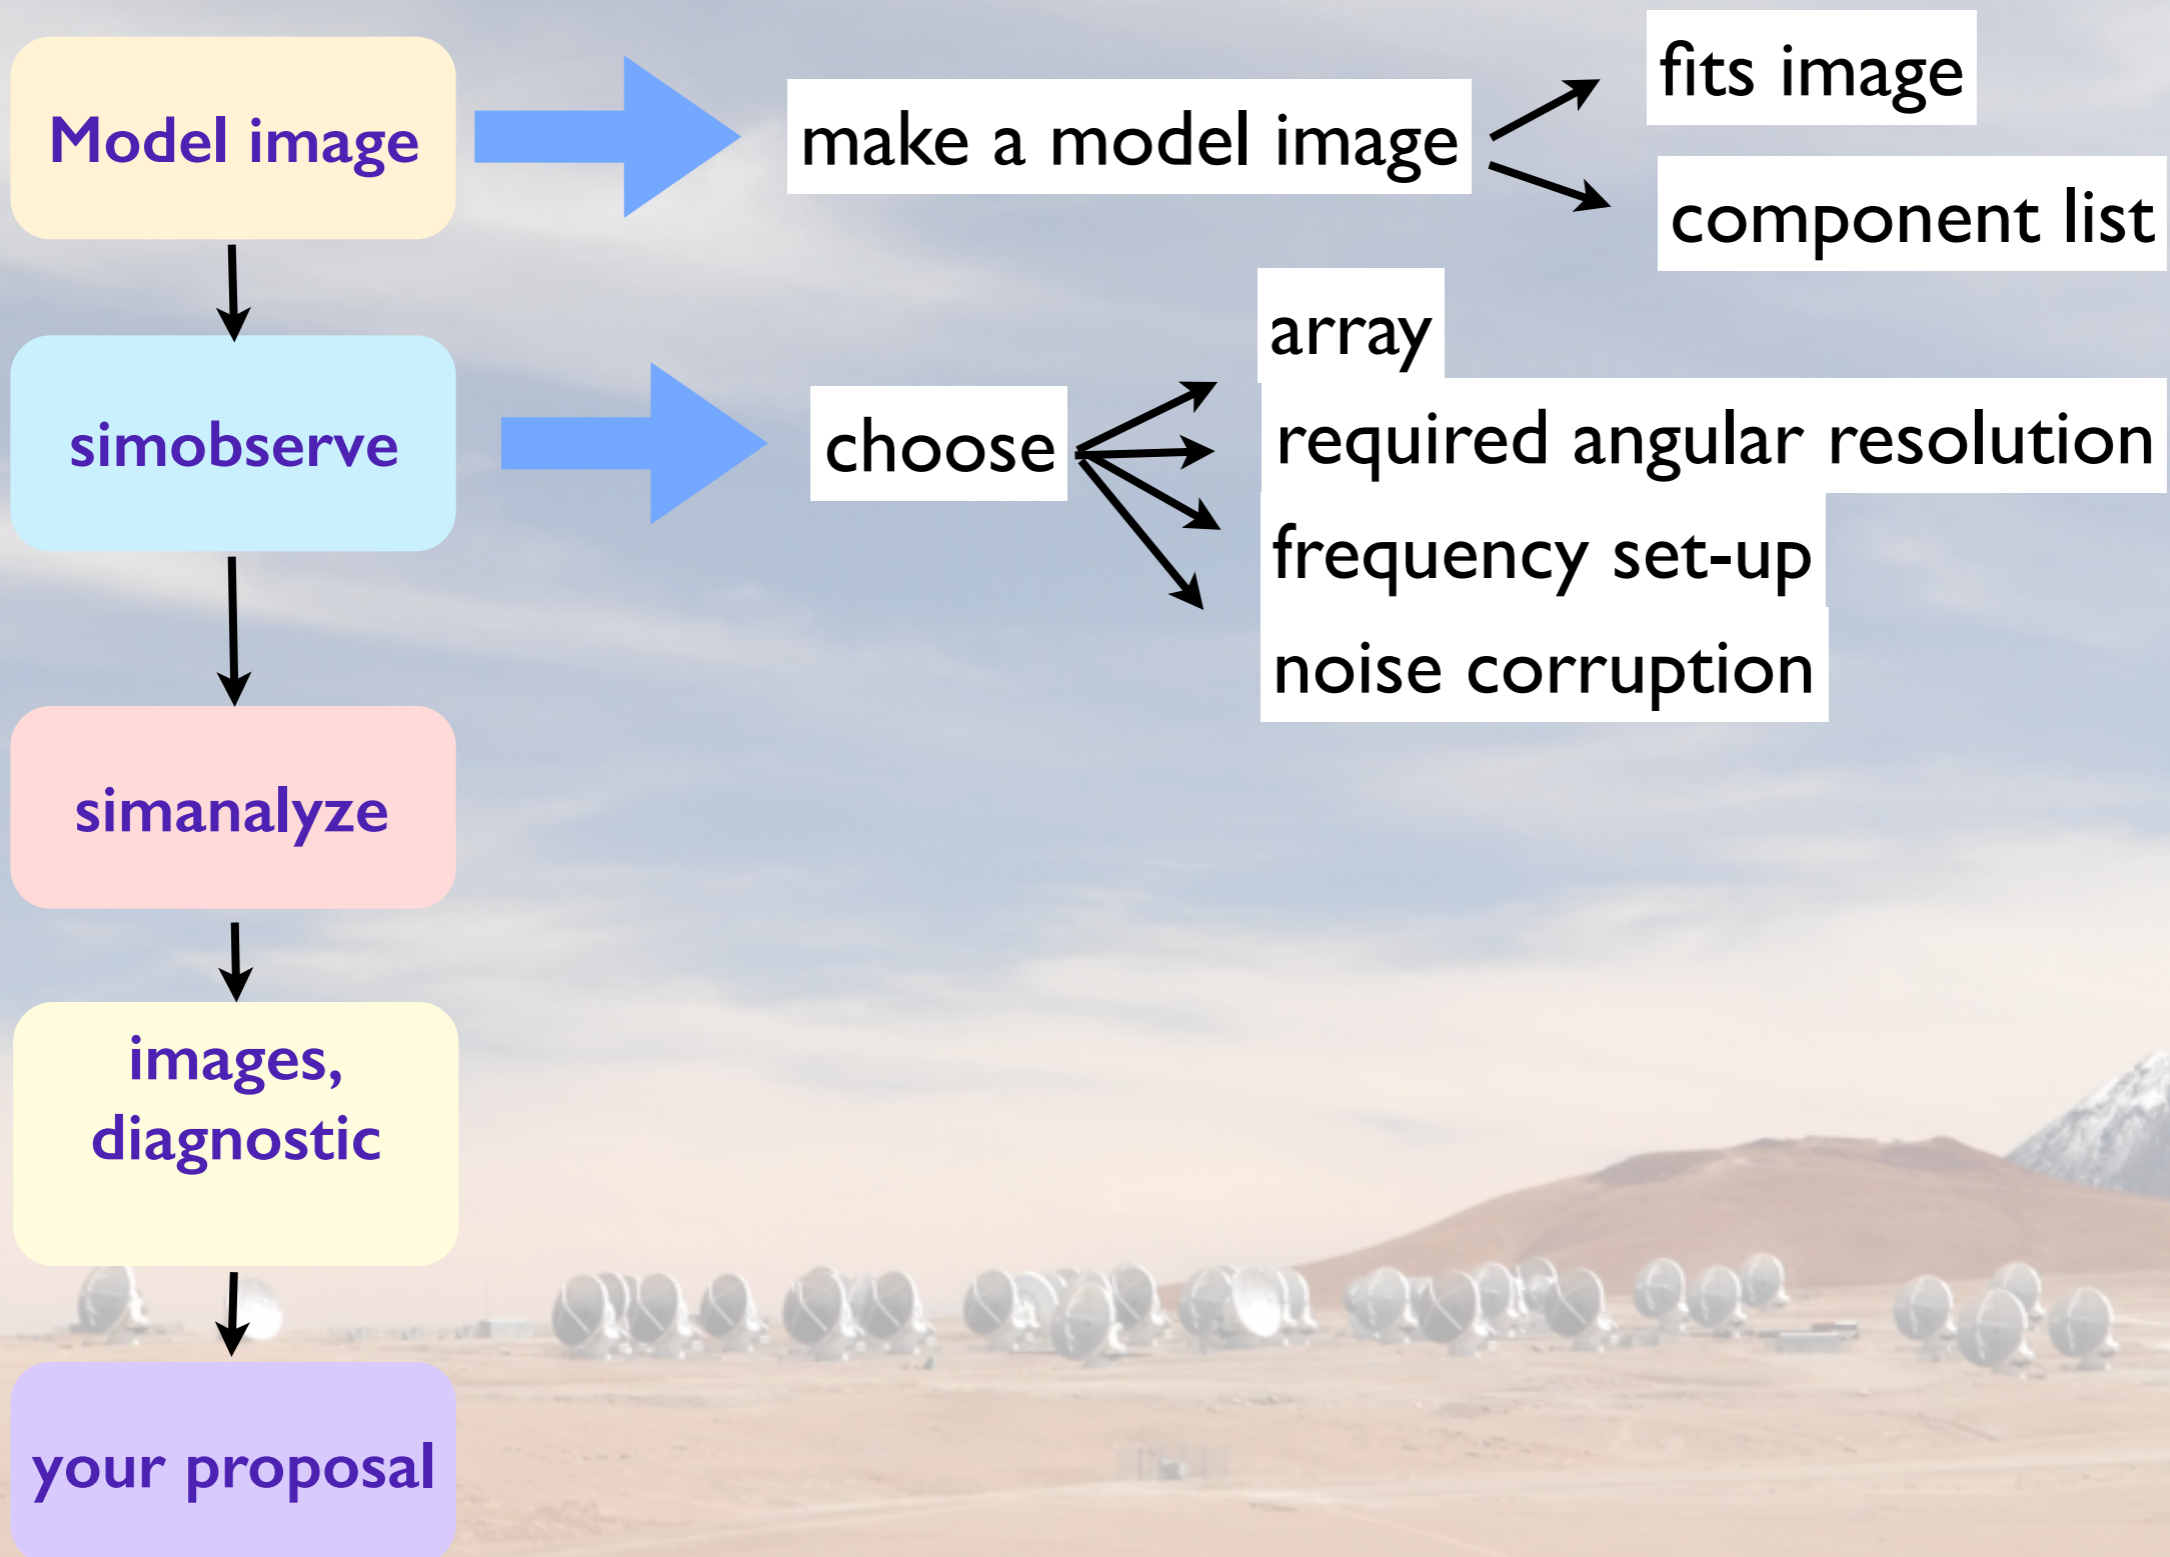 Model image
make a model image
fits image
component list
simobserve
choose
array
required angular resolution
frequency set-up
noise corruption
simanalyze
images,
diagnostic
your proposal